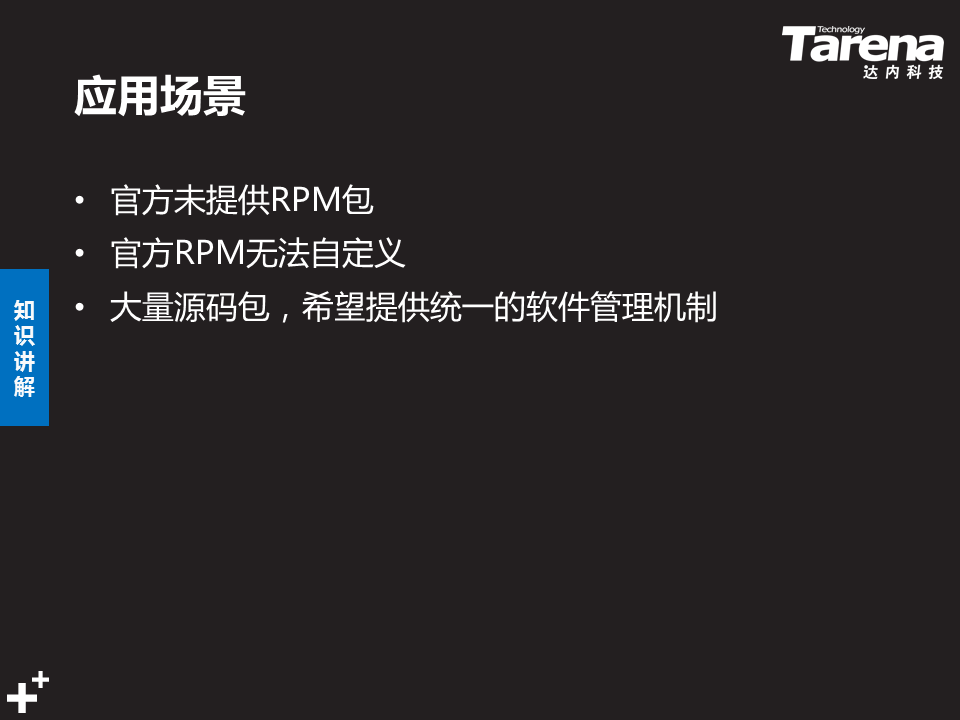 Technology
Tarena
达内科技
应用场景
• 官方未提供RPM包
• 官方RPM无法自定义
• 大量源码包，希望提供统一的软件管理机制
知
识
讲
解